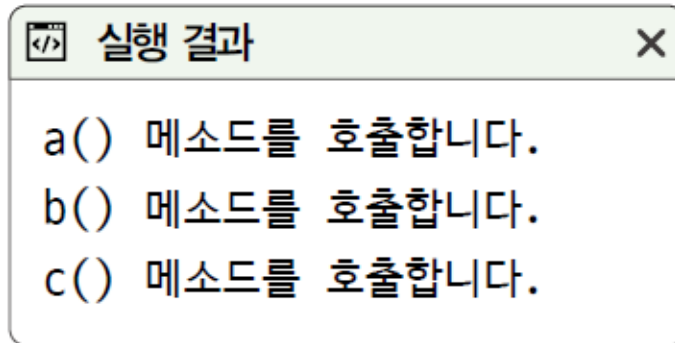 실행 결과
a() 메소드를 호출합니다.
b() 메소드를 호출합니다.
c() 메소드를 호출합니다.